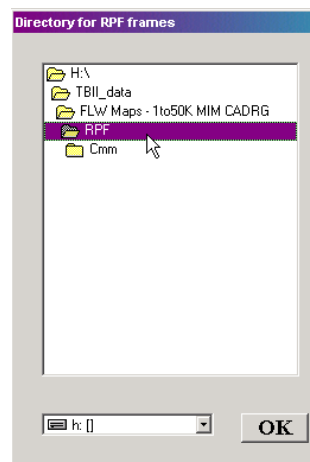 Directory for RPF frames
H:\
TBII_data
FLW Maps - 1to50K MIM CADRG
RPF
Cmm
h: []
OK